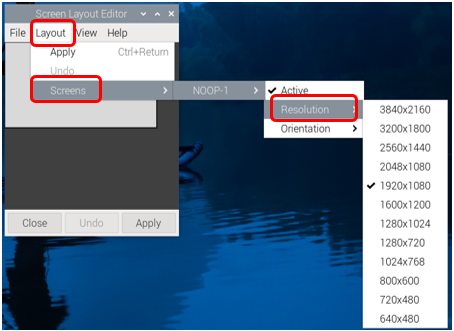 Screen Layout Editor
File Layout View Help
Apply Ctrl+Return
Undo
Screens
NOOP-1
Active
Resolution
Orientation
3840x2160
3200x1800
2560x1440
2048x1080
1920x1080
1600x1200
1280x1024
1280x720
1024x768
800x600
720x480
640x480
Close Undo Apply